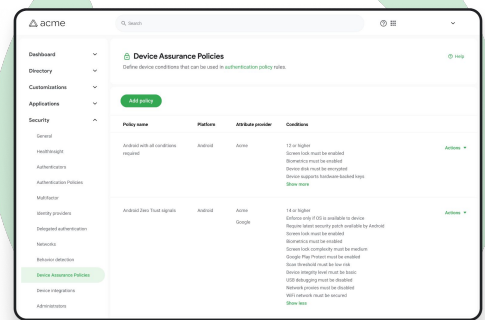 acme
Search
Dashboard
Directory
Customizations
Applications
Security
General
HealthInsight
Authenticators
Authentication Policies
Multifactor
Identity providers
Delegated authentication
Networks
Behavior detection
Device Assurance Policies
Device integrations
Administrators
Device Assurance Policies
Help
Define device conditions that can be used in authentication policy rules.
Add policy
Policy name Platform Attribute provider Conditions
Android with all conditions required Android Acme 12 or higher
Screen lock must be enabled
Biometrics must be enabled
Device disk must be encrypted
Device supports hardware-backed keys
Show more
Actions
Android Zero Trust signals Android Acme 14 or higher
Google Enforce only if OS is available to device
Require latest security patch available by Android
Screen lock must be enabled
Biometrics must be enabled
Screen lock complexity must be medium
Google Play Protect must be enabled
Scan threshold must be low risk
Device integrity level must be basic
USB debugging must be disabled
Network proxies must be disabled
WiFi network must be secured
Show less
Actions